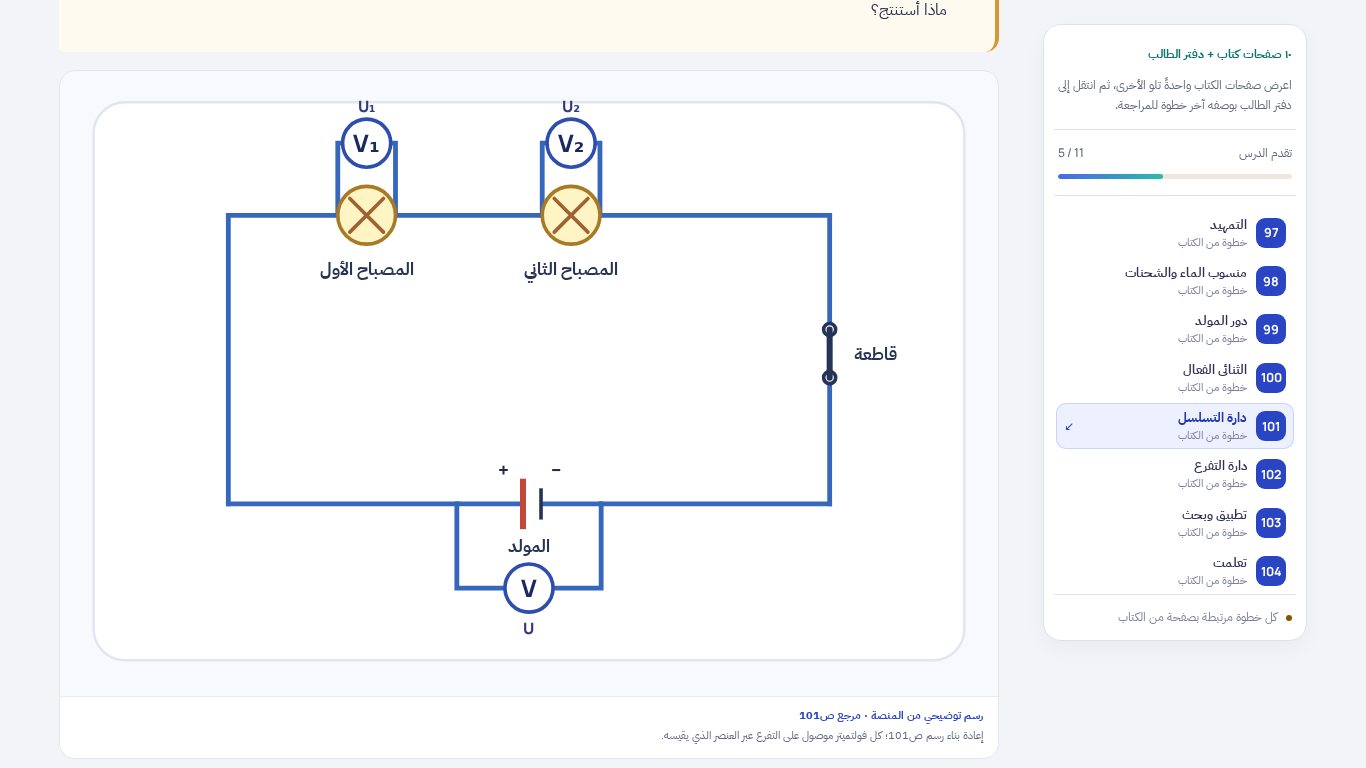 ماذا أستنتج؟
U₁
U₂
V₁
V₂
المصباح الأول
المصباح الثاني
قاطعة
+
−
المولد
V
U
رسم توضيحي من المنصة · مرجع ص101
إعادة بناء رسم ص101؛ كل فولتميتر موصول على التفرع عبر العنصر الذي يقيسه.
١٠ صفحات كتاب + دفتر الطالب
اعرض صفحات الكتاب واحدةً تلو الأخرى، ثم انتقل إلى
دفتر الطالب بوصفه آخر خطوة للمراجعة.
تقدم الدرس
5 / 11
97
التمهيد
خطوة من الكتاب
98
منسوب الماء والشحنات
خطوة من الكتاب
99
دور المولد
خطوة من الكتاب
100
الثنائي الفعال
خطوة من الكتاب
101
دارة التسلسل
خطوة من الكتاب
↙
102
دارة التفرع
خطوة من الكتاب
103
تطبيق وبحث
خطوة من الكتاب
104
تعلمت
خطوة من الكتاب
كل خطوة مرتبطة بصفحة من الكتاب